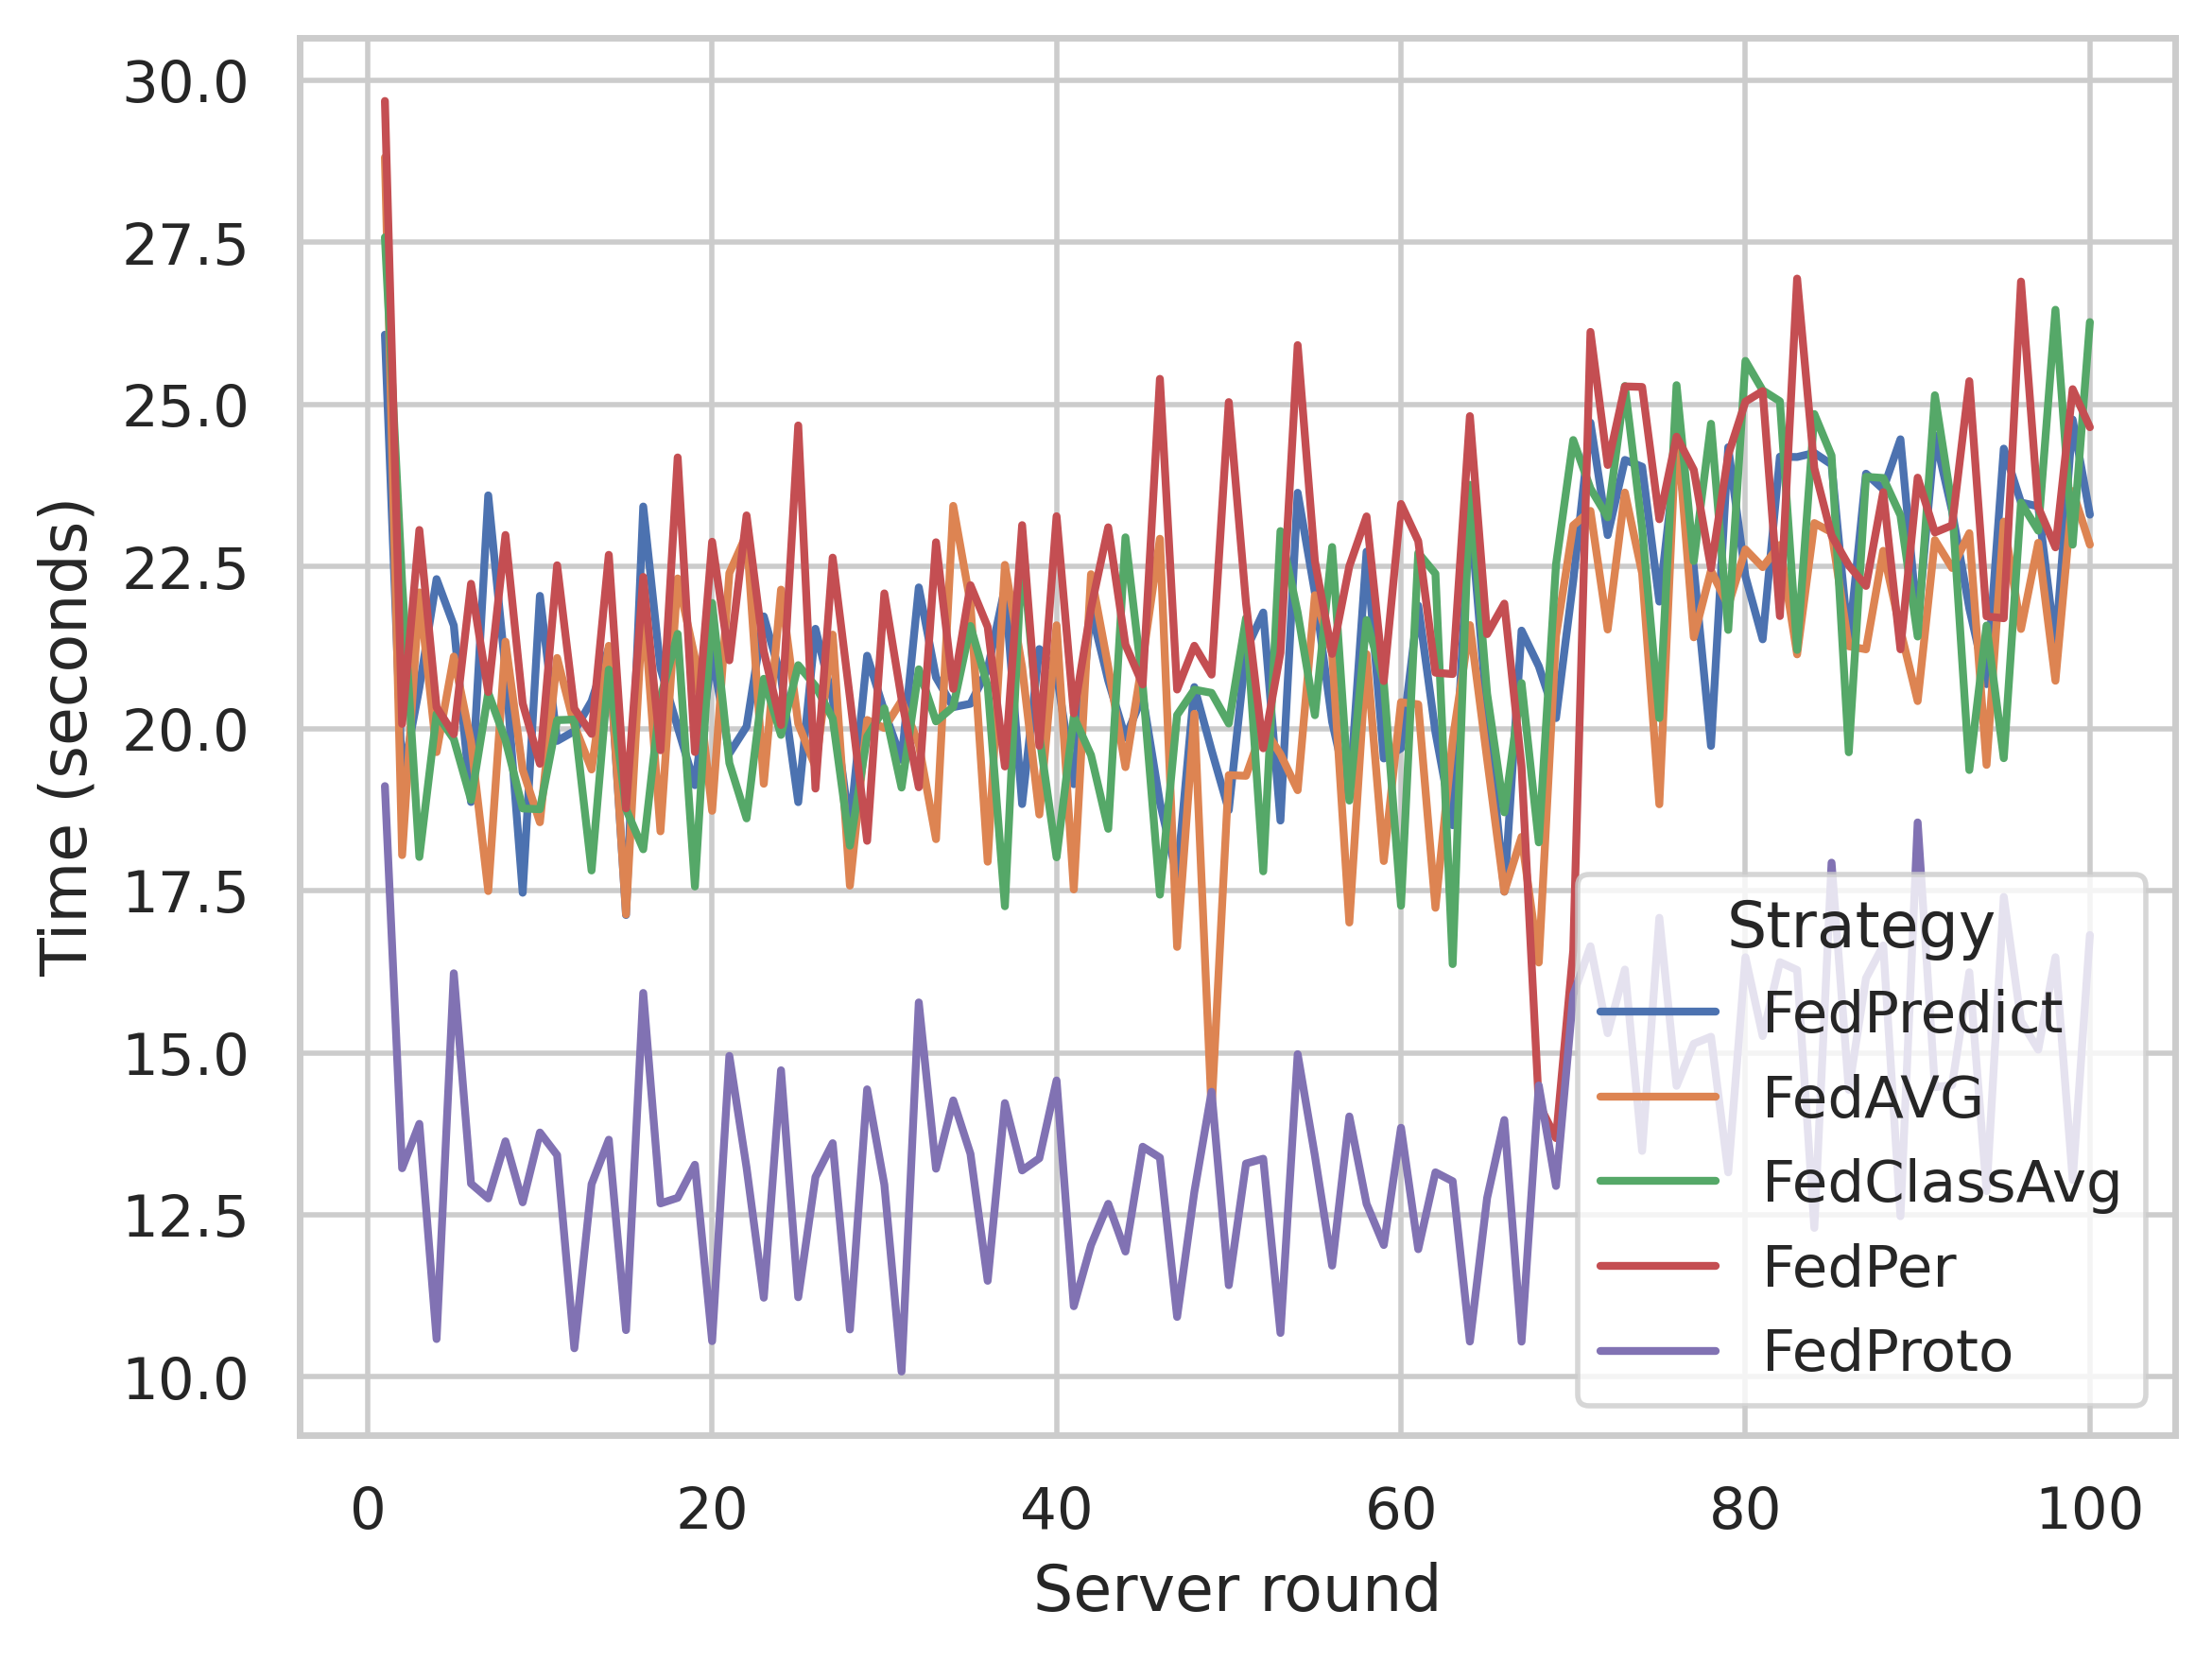 30.0
27.5
25.0
22.5
20.0
17.5
15.0
12.5
10.0
Time (seconds)
0 20 40 60 80 100
Server round
Strategy
FedPredict
FedAVG
FedClassAvg
FedPer
FedProto